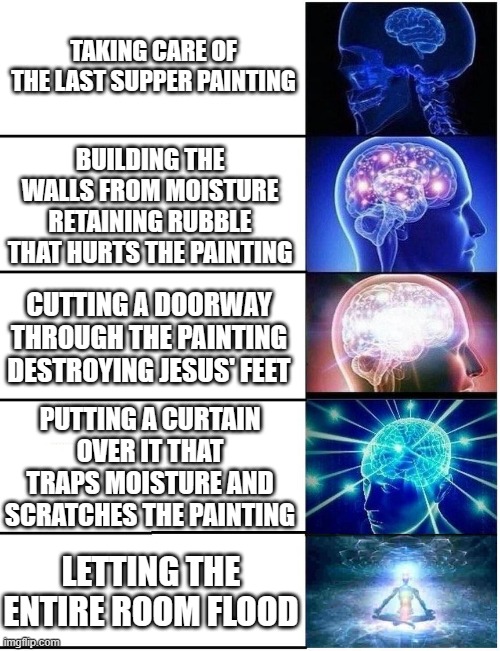 TAKING CARE OF
THE LAST SUPPER PAINTING
BUILDING THE
WALLS FROM MOISTURE
RETAINING RUBBLE
THAT HURTS THE PAINTING
CUTTING A DOORWAY
THROUGH THE PAINTING
DESTROYING JESUS' FEET
PUTTING A CURTAIN
OVER IT THAT
TRAPS MOISTURE AND
SCRATCHES THE PAINTING
LETTING THE
ENTIRE ROOM FLOOD
imgflip.com